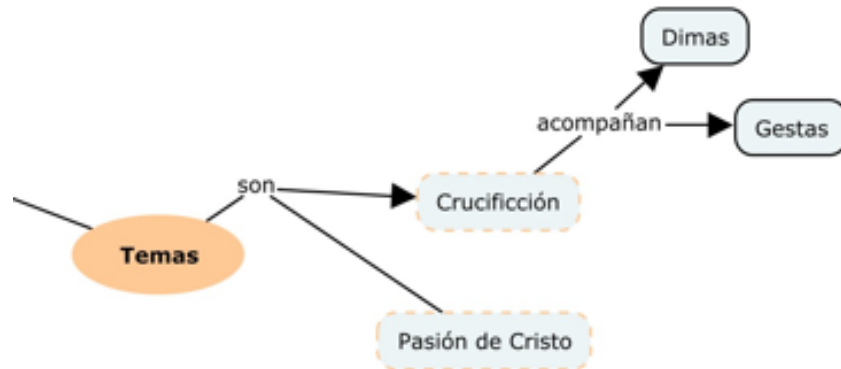 Dimas
acompañan
Gestas
son
Crucificción
Temas
Pasión de Cristo